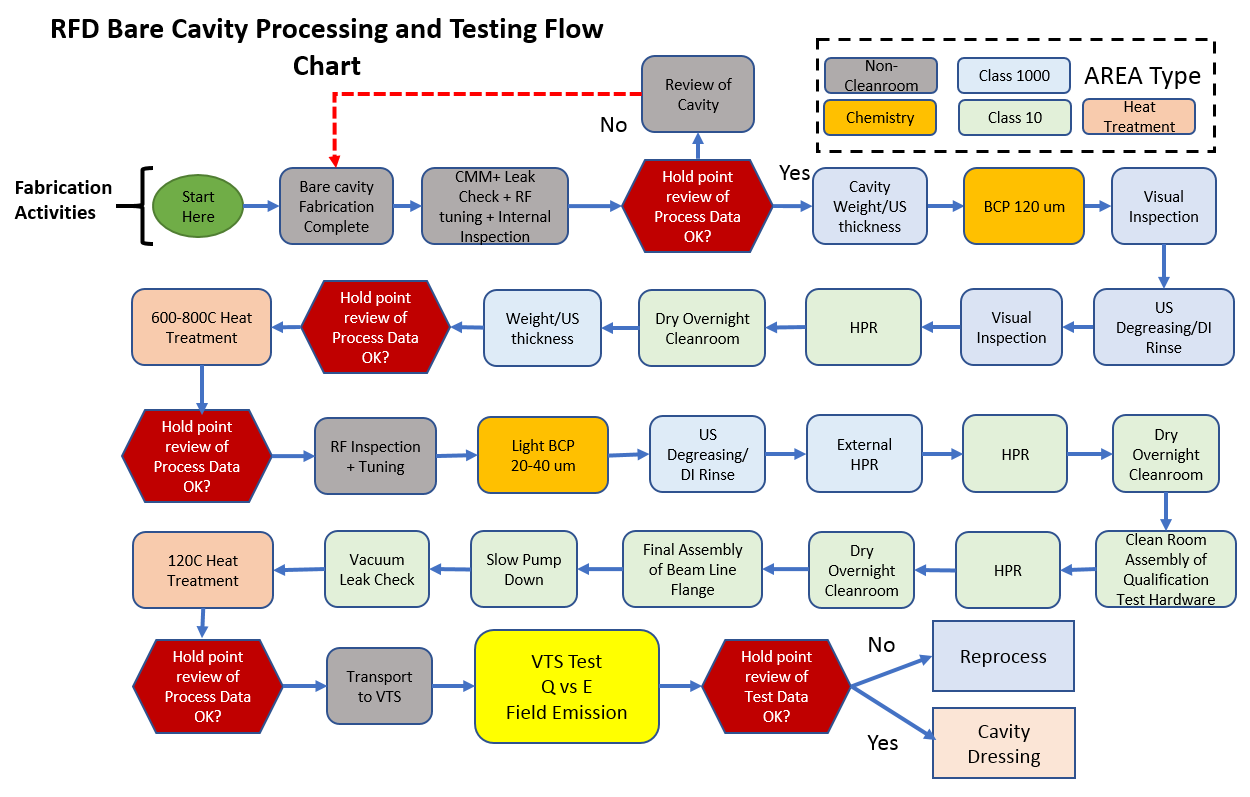 RFD Bare Cavity Processing and Testing Flow
Chart
Non-
Cleanroom
Class 1000
AREA Type
Chemistry
Class 10
Heat
Treatment
Review of
Cavity
No
Fabrication
Activities
Start
Here
Bare cavity
Fabrication
Complete
CMM+ Leak
Check + RF
tuning + Internal
Inspection
Hold point
review of
Process Data
OK?
Yes
Cavity
Weight/US
thickness
BCP 120 um
Visual
Inspection
US
Degreasing/DI
Rinse
Visual
Inspection
HPR
Dry Overnight
Cleanroom
Weight/US
thickness
Hold point
review of
Process Data
OK?
600-800C Heat
Treatment
Hold point
review of
Process Data
OK?
RF Inspection
+ Tuning
Light BCP
20-40 um
US
Degreasing/
DI Rinse
External
HPR
HPR
Dry
Overnight
Cleanroom
Clean Room
Assembly of
Qualification
Test Hardware
HPR
Dry
Overnight
Cleanroom
Final Assembly
of Beam Line
Flange
Slow Pump
Down
Vacuum
Leak Check
120C Heat
Treatment
Hold point
review of
Process Data
OK?
Transport
to VTS
VTS Test
Q vs E
Field Emission
Hold point
review of
Test Data
OK?
No
Reprocess
Yes
Cavity
Dressing